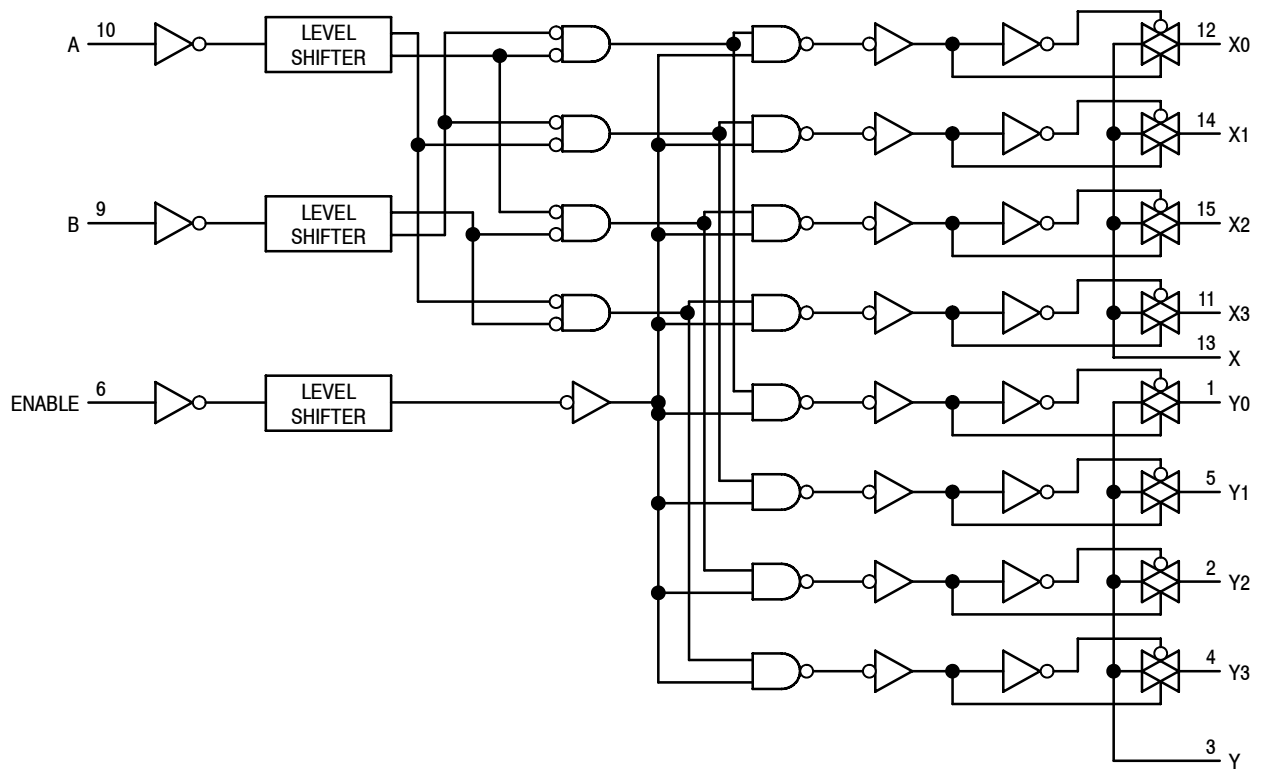 A 10
LEVEL
SHIFTER
12 X0
14 X1
B 9
LEVEL
SHIFTER
15 X2
11 X3
13 X
ENABLE 6
LEVEL
SHIFTER
1 Y0
5 Y1
2 Y2
4 Y3
3 Y